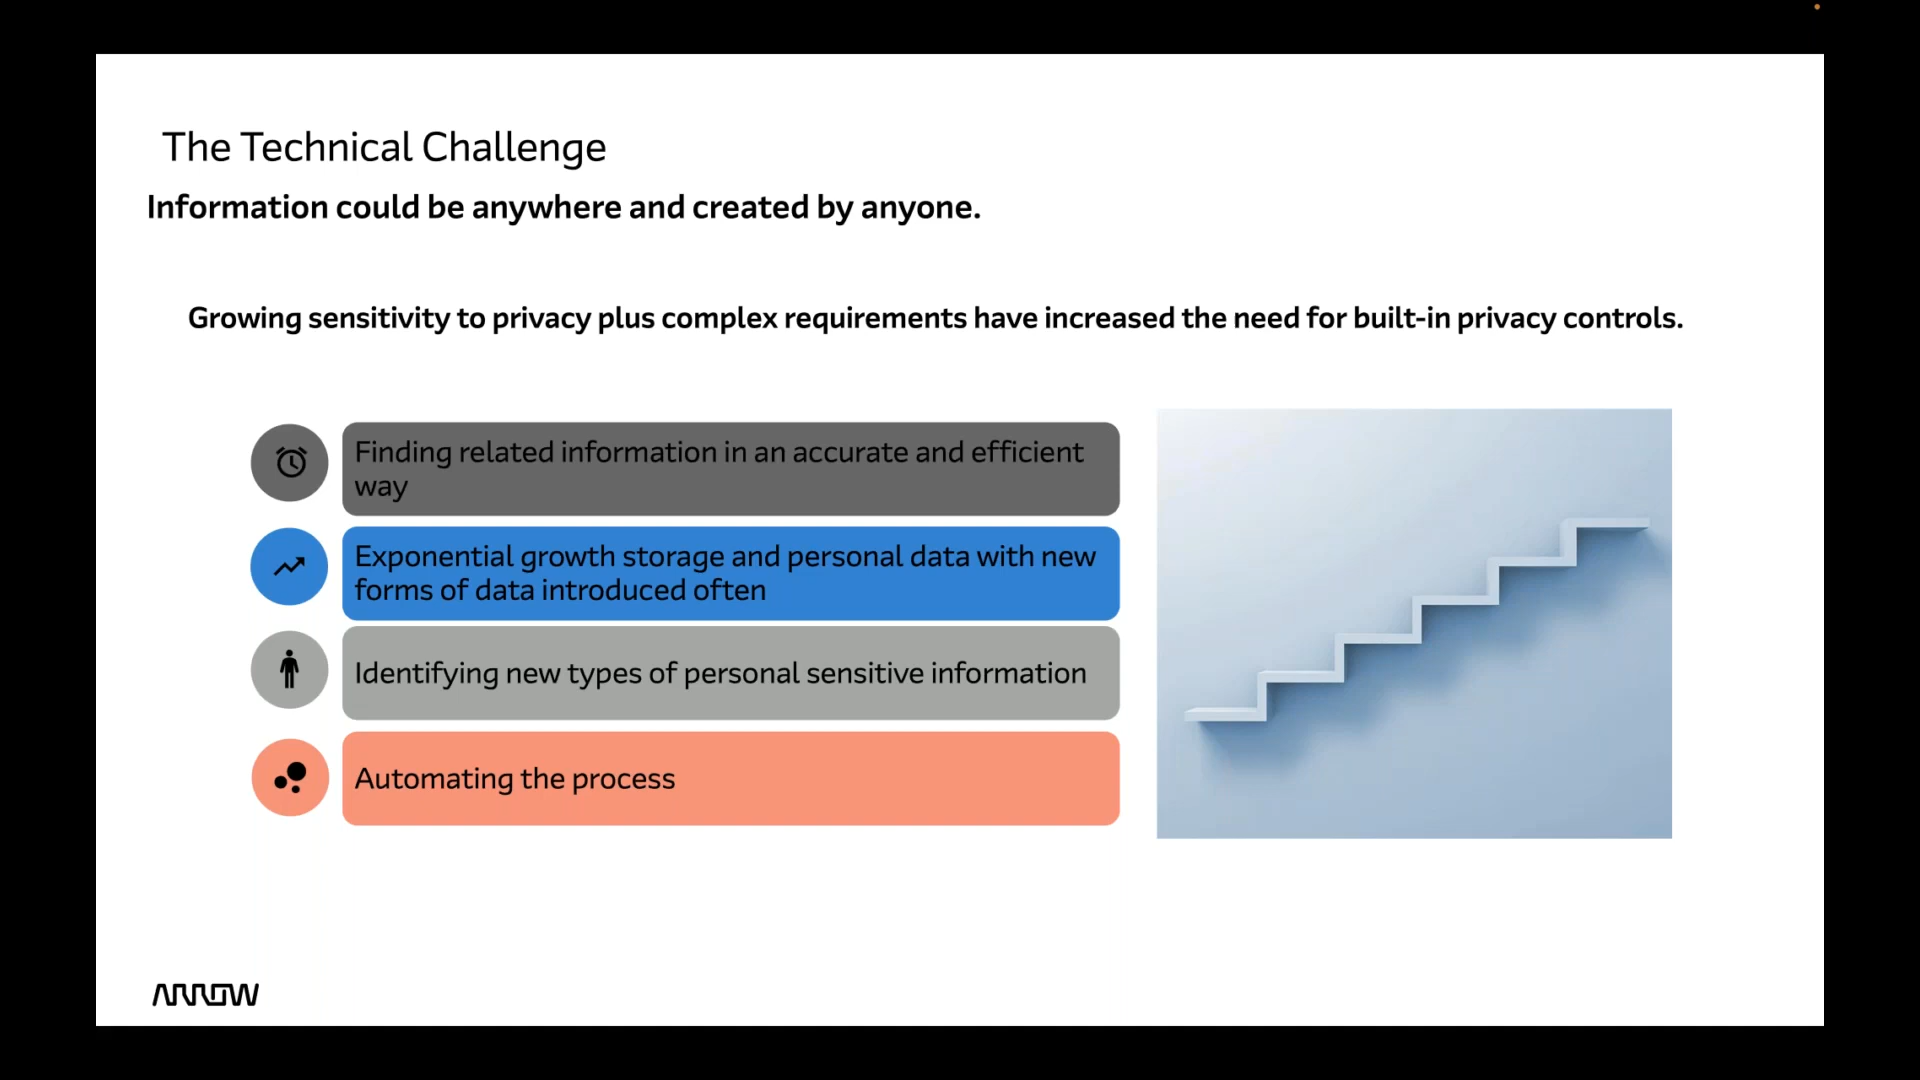 The Technical Challenge
Information could be anywhere and created by anyone.
Growing sensitivity to privacy plus complex requirements have increased the need for built-in privacy controls.
Finding related information in an accurate and efficient
way
Exponential growth storage and personal data with new
forms of data introduced often
Identifying new types of personal sensitive information
Automating the process
ARROW